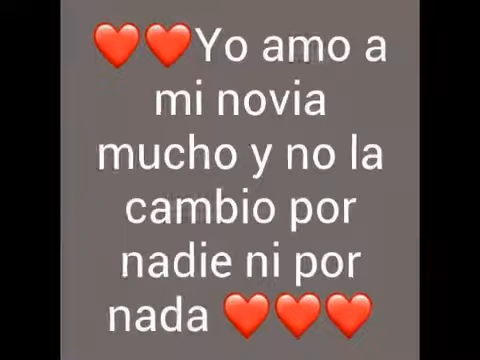 ❤️❤️Yo amo a
mi novia
mucho y no la
cambio por
nadie ni por
nada ❤️❤️❤️